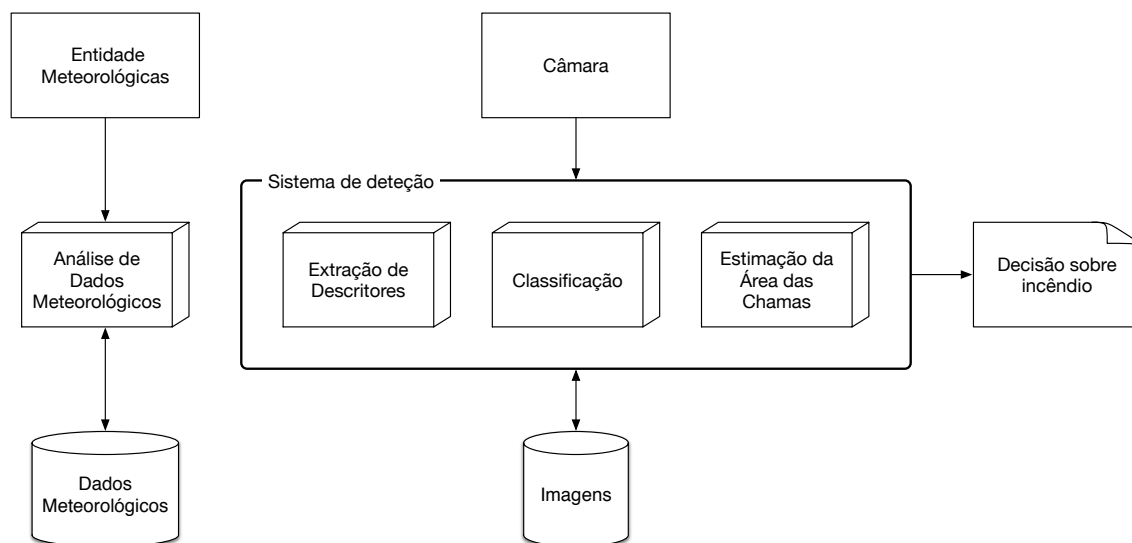 Entidade
Meteorológicas
Câmara
Sistema de deteção
Análise de
Dados
Meteorológicos
Extração de
Descritores
Classificação
Estimação da
Área das
Chamas
Decisão sobre
incêndio
Dados
Meteorológicos
Imagens